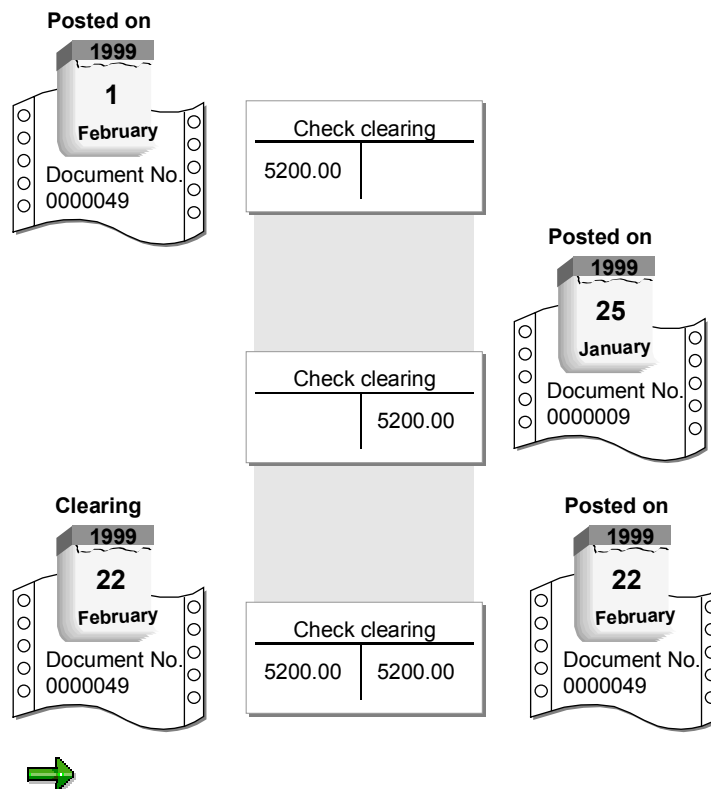 Posted on
1999
1
February
Document No.
0000049
Check clearing
5200.00
Posted on
1999
25
January
Document No.
0000009
Check clearing
5200.00
Clearing
1999
22
February
Document No.
0000049
Check clearing
5200.00 5200.00
Posted on
1999
22
February
Document No.
0000049